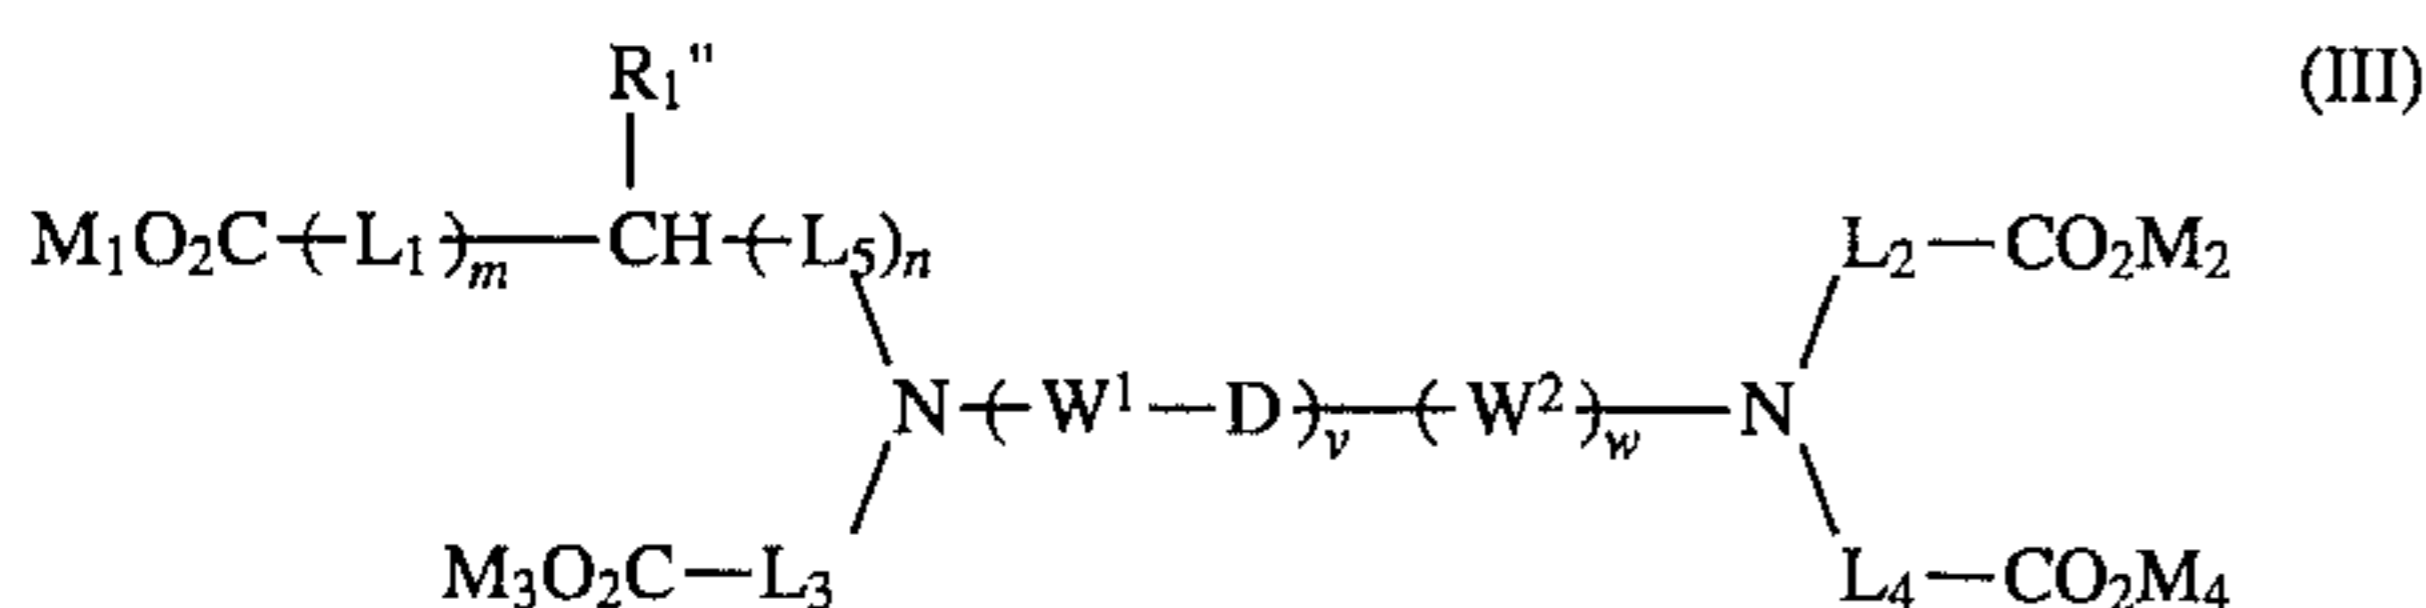 R₁" (III)
M₁O₂C-(-L₁-)ₘ-CH-(-L₅)ₙ L₂-CO₂M₂
N-(-W¹-D-)ᵥ-(-W²-)w-N
M₃O₂C-L₃ L₄-CO₂M₄